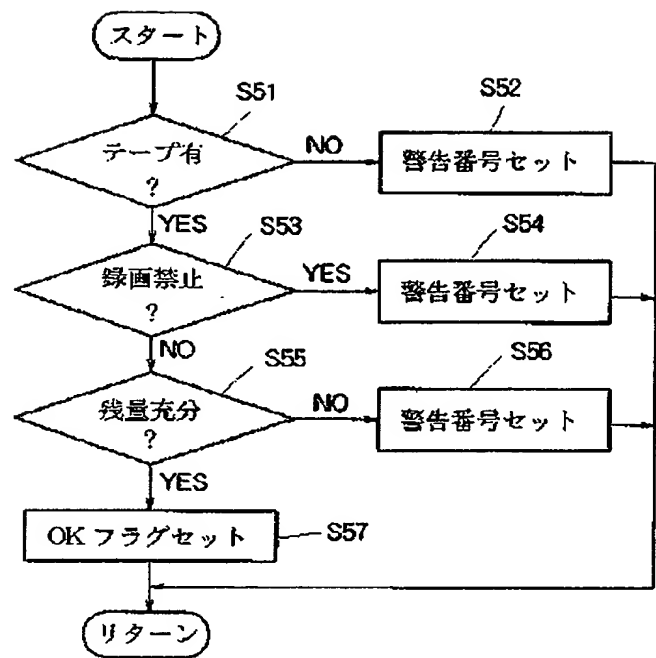 スタート
S51
テープ有
?
NO
S52
警告番号セット
YES
S53
録画禁止
?
YES
S54
警告番号セット
NO
S55
残量充分
?
NO
S56
警告番号セット
YES
OK フラグセット
S57
リターン